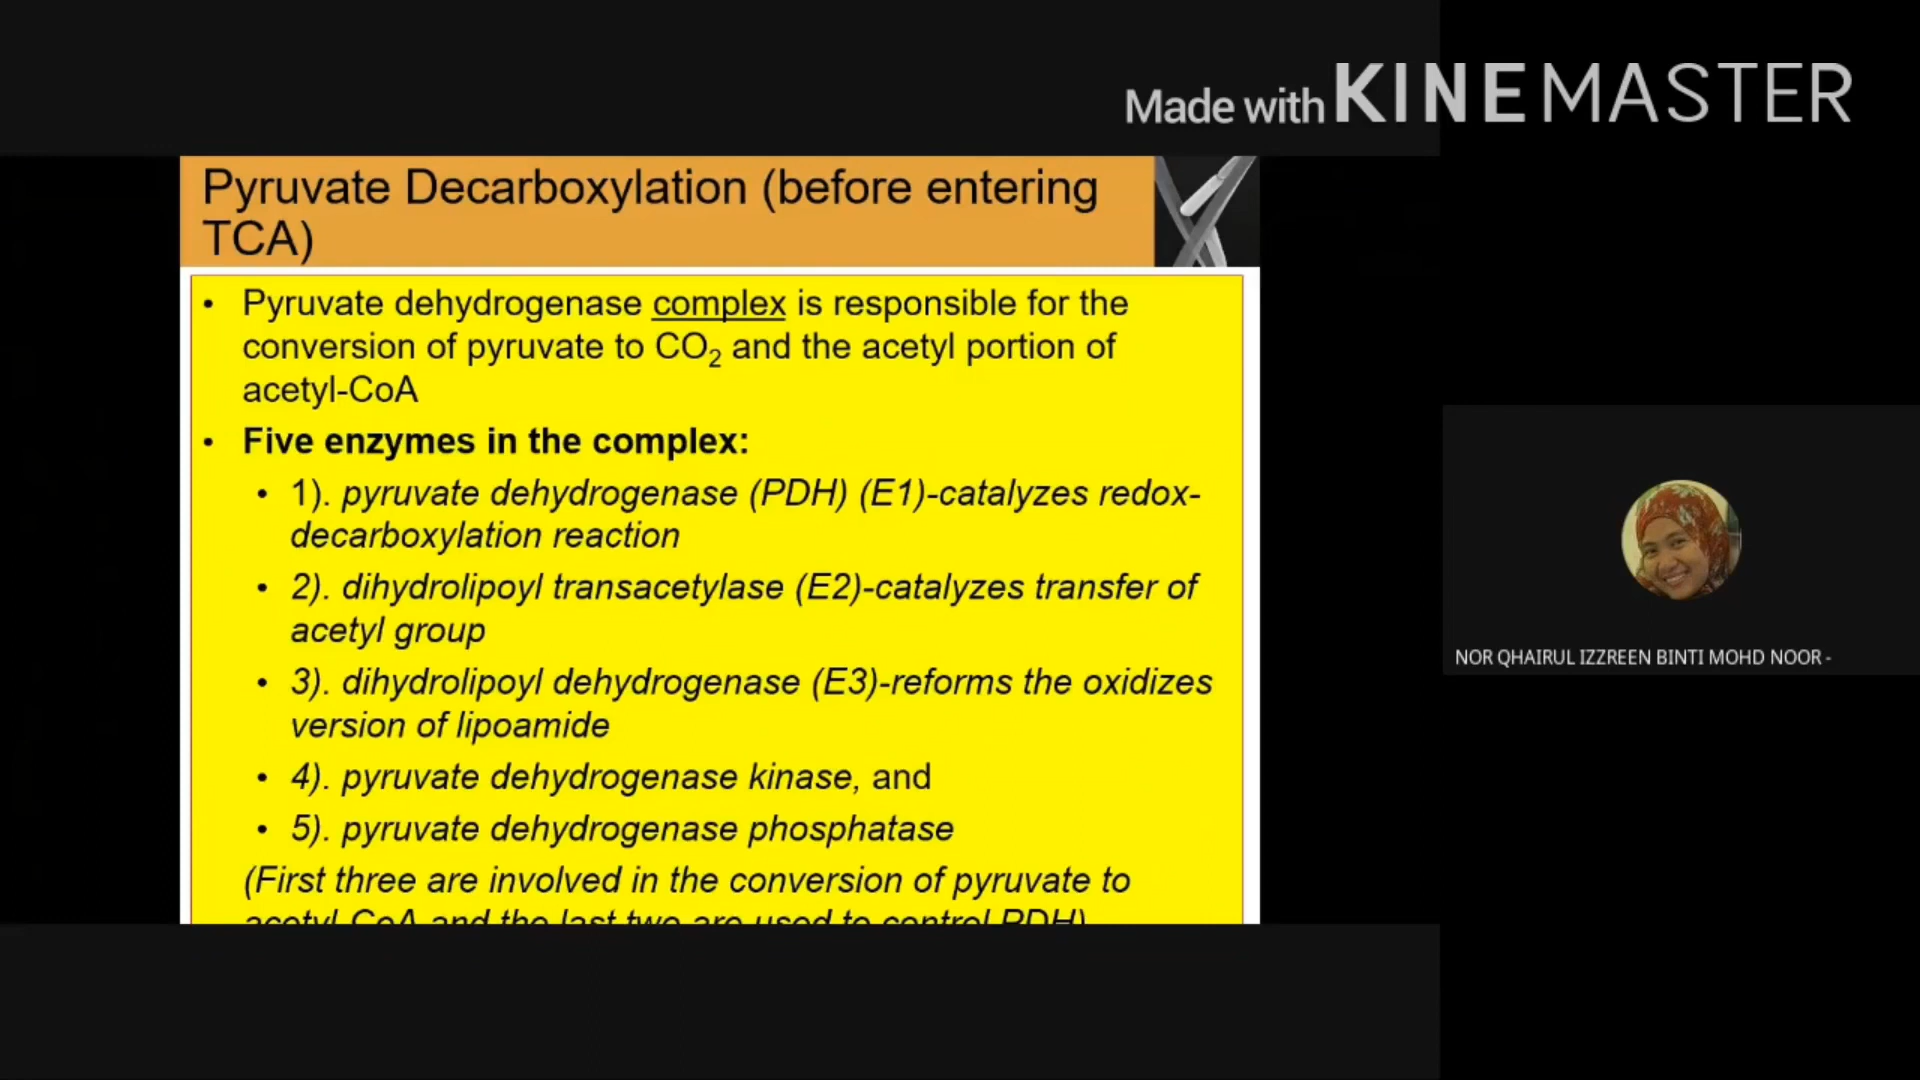 Made with KINEMASTER
Pyruvate Decarboxylation (before entering
TCA)
• Pyruvate dehydrogenase complex is responsible for the
conversion of pyruvate to CO₂ and the acetyl portion of
acetyl-CoA
• Five enzymes in the complex:
• 1). pyruvate dehydrogenase (PDH) (E1)-catalyzes redox-
decarboxylation reaction
• 2). dihydrolipoyl transacetylase (E2)-catalyzes transfer of
acetyl group
• 3). dihydrolipoyl dehydrogenase (E3)-reforms the oxidizes
version of lipoamide
• 4). pyruvate dehydrogenase kinase, and
• 5). pyruvate dehydrogenase phosphatase
(First three are involved in the conversion of pyruvate to
acetyl-CoA and the last two are used to control PDH)
NOR QHAIRUL IZZREEN BINTI MOHD NOOR -